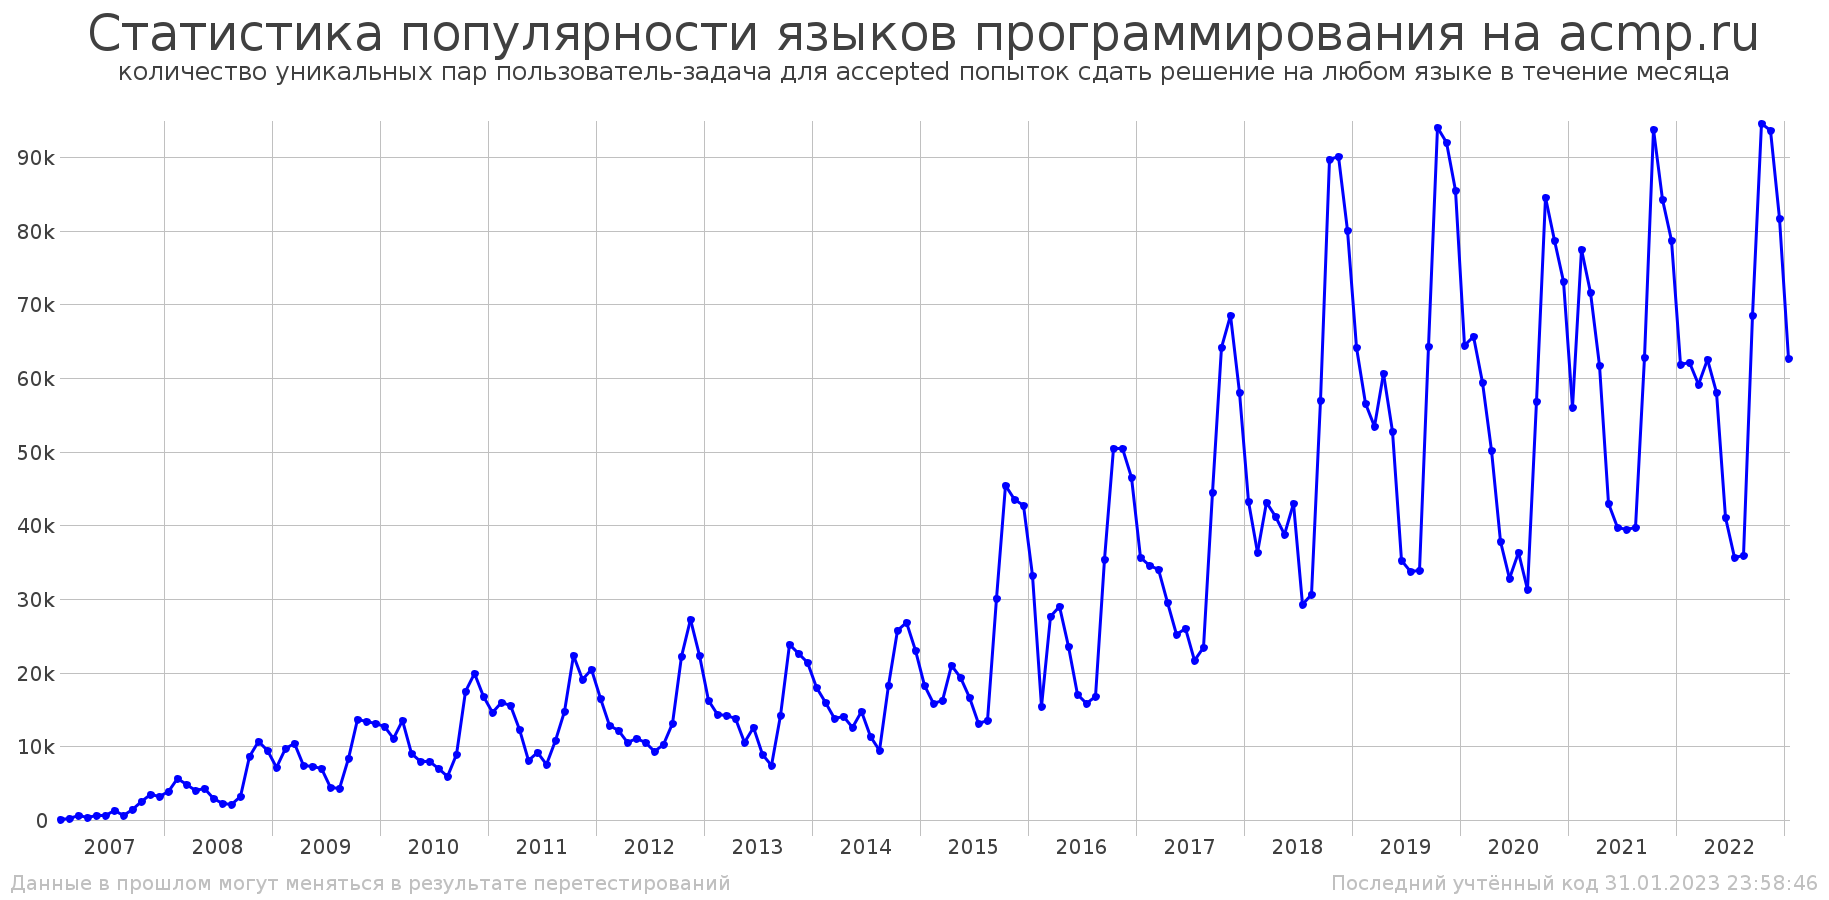 Статистика популярности языков программирования на acmp.ru
количество уникальных пар пользователь-задача для accepted попыток сдать решение на любом языке в течение месяца
90k
80k
70k
60k
50k
40k
30k
20k
10k
0
2007 2008 2009 2010 2011 2012 2013 2014 2015 2016 2017 2018 2019 2020 2021 2022
Данные в прошлом могут меняться в результате перетестирований
Последний учтённый код 31.01.2023 23:58:46